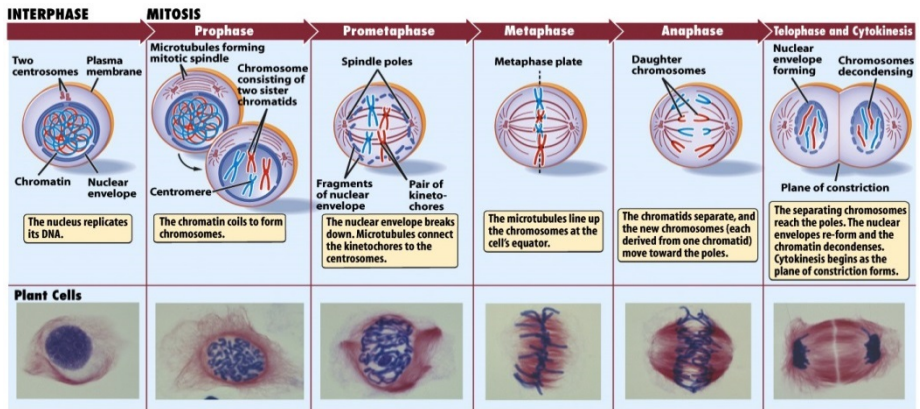 INTERPHASE
MITOSIS
Prophase
Prometaphase
Metaphase
Anaphase
Telophase and Cytokinesis
Two
centrosomes
Plasma
membrane
Chromatin
Nuclear
envelope
The nucleus replicates
its DNA.
Microtubules forming
mitotic spindle
Chromosome
consisting of
two sister
chromatids
Centromere
The chromatin coils to form
chromosomes.
Spindle poles
Fragments
of nuclear
envelope
Pair of
kineto-
chores
The nuclear envelope breaks
down. Microtubules connect
the kinetochores to the
centrosomes.
Metaphase plate
The microtubules line up
the chromosomes at the
cell's equator.
Daughter
chromosomes
The chromatids separate, and
the new chromosomes (each
derived from one chromatid)
move toward the poles.
Nuclear
envelope
forming
Chromosomes
decondensing
Plane of constriction
The separating chromosomes
reach the poles. The nuclear
envelopes re-form and the
chromatin decondenses.
Cytokinesis begins as the
plane of constriction forms.
Plant Cells